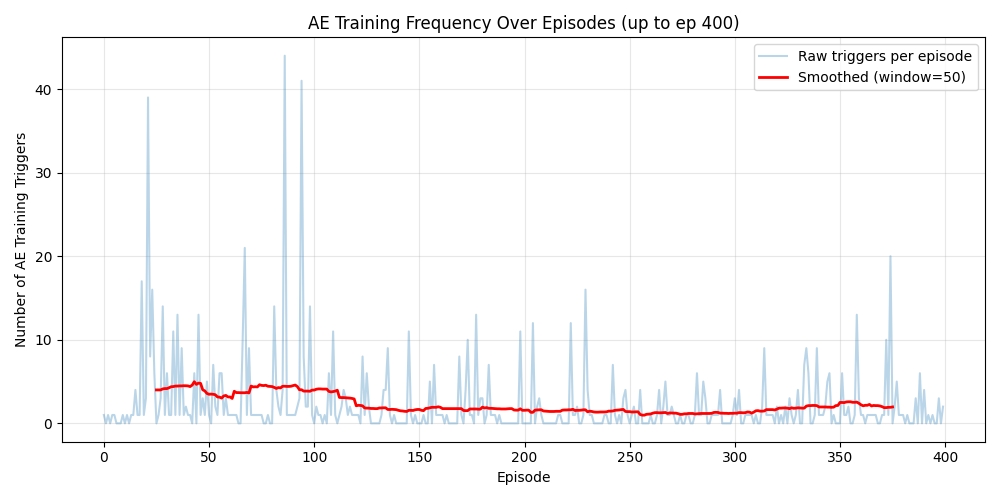 AE Training Frequency Over Episodes (up to ep 400)
Raw triggers per episode
Smoothed (window=50)
Number of AE Training Triggers
40
30
20
10
0
0 50 100 150 200 250 300 350 400
Episode